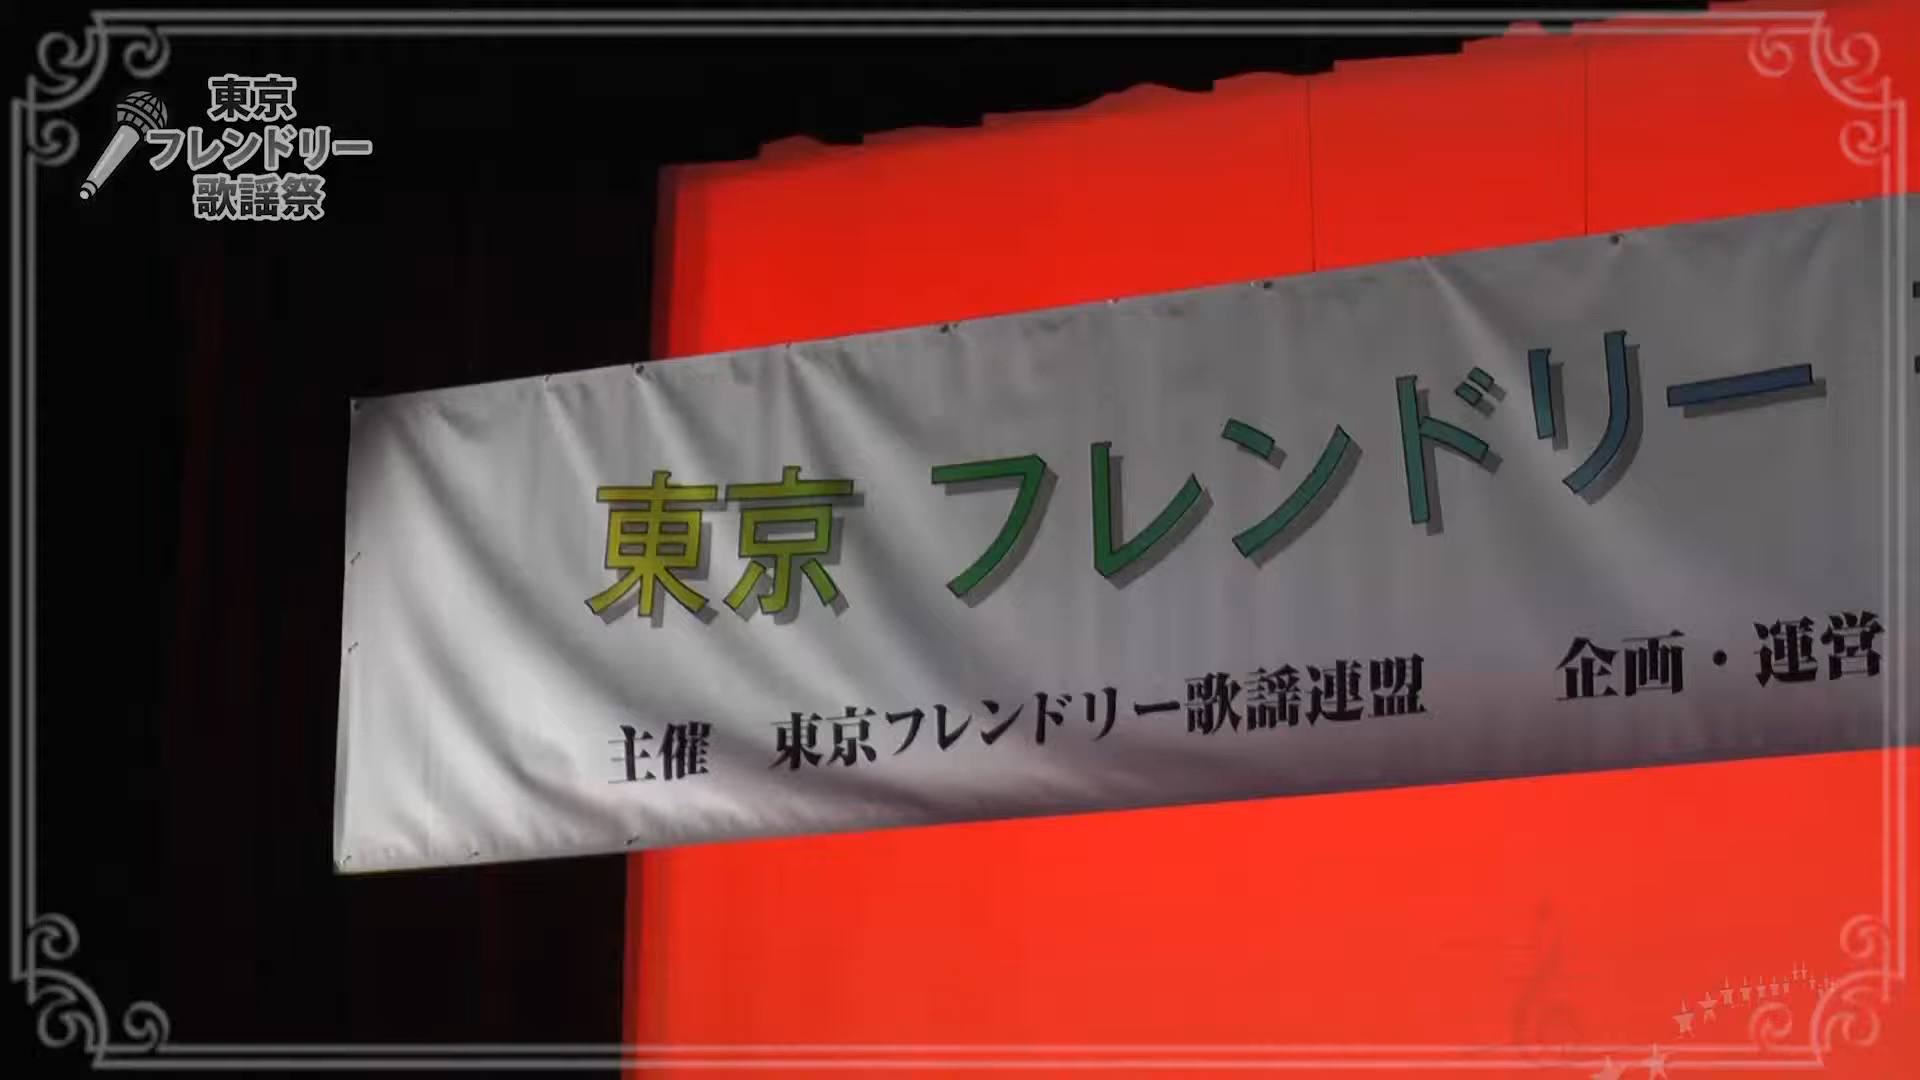 東京
フレンドリー
歌謡祭
東京 フレンドリー
主催 東京フレンドリー歌謡連盟 企画・運営